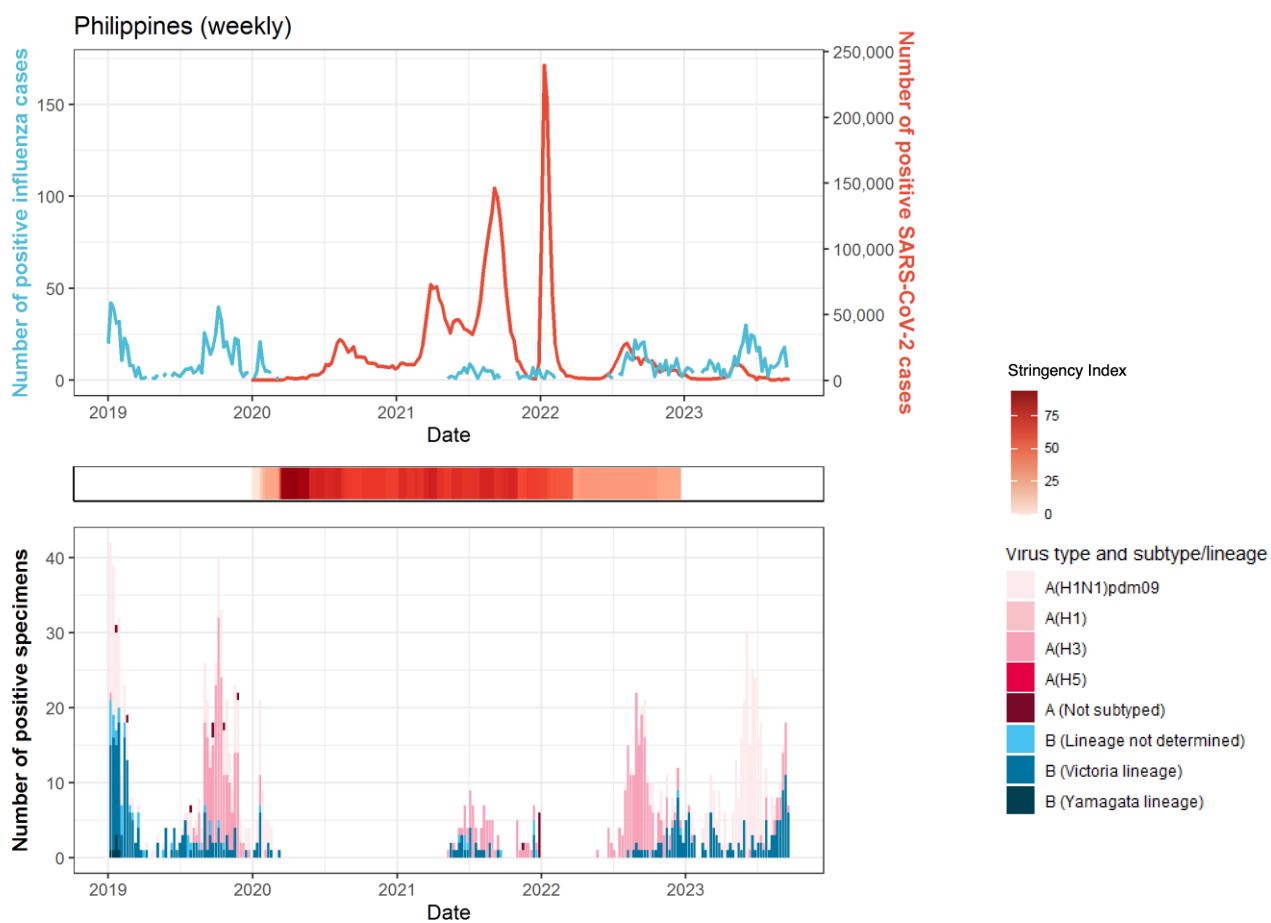 Philippines (weekly)
Number of positive influenza cases
150
100
50
0
250,000
200,000
150,000
100,000
50,000
0
Number of positive SARS-CoV-2 cases
2019 2020 2021 2022 2023
Date
Stringency Index
75
50
25
0
Number of positive specimens
40
30
20
10
0
2019 2020 2021 2022 2023
Date
Virus type and subtype/lineage
A(H1N1)pdm09
A(H1)
A(H3)
A(H5)
A (Not subtyped)
B (Lineage not determined)
B (Victoria lineage)
B (Yamagata lineage)